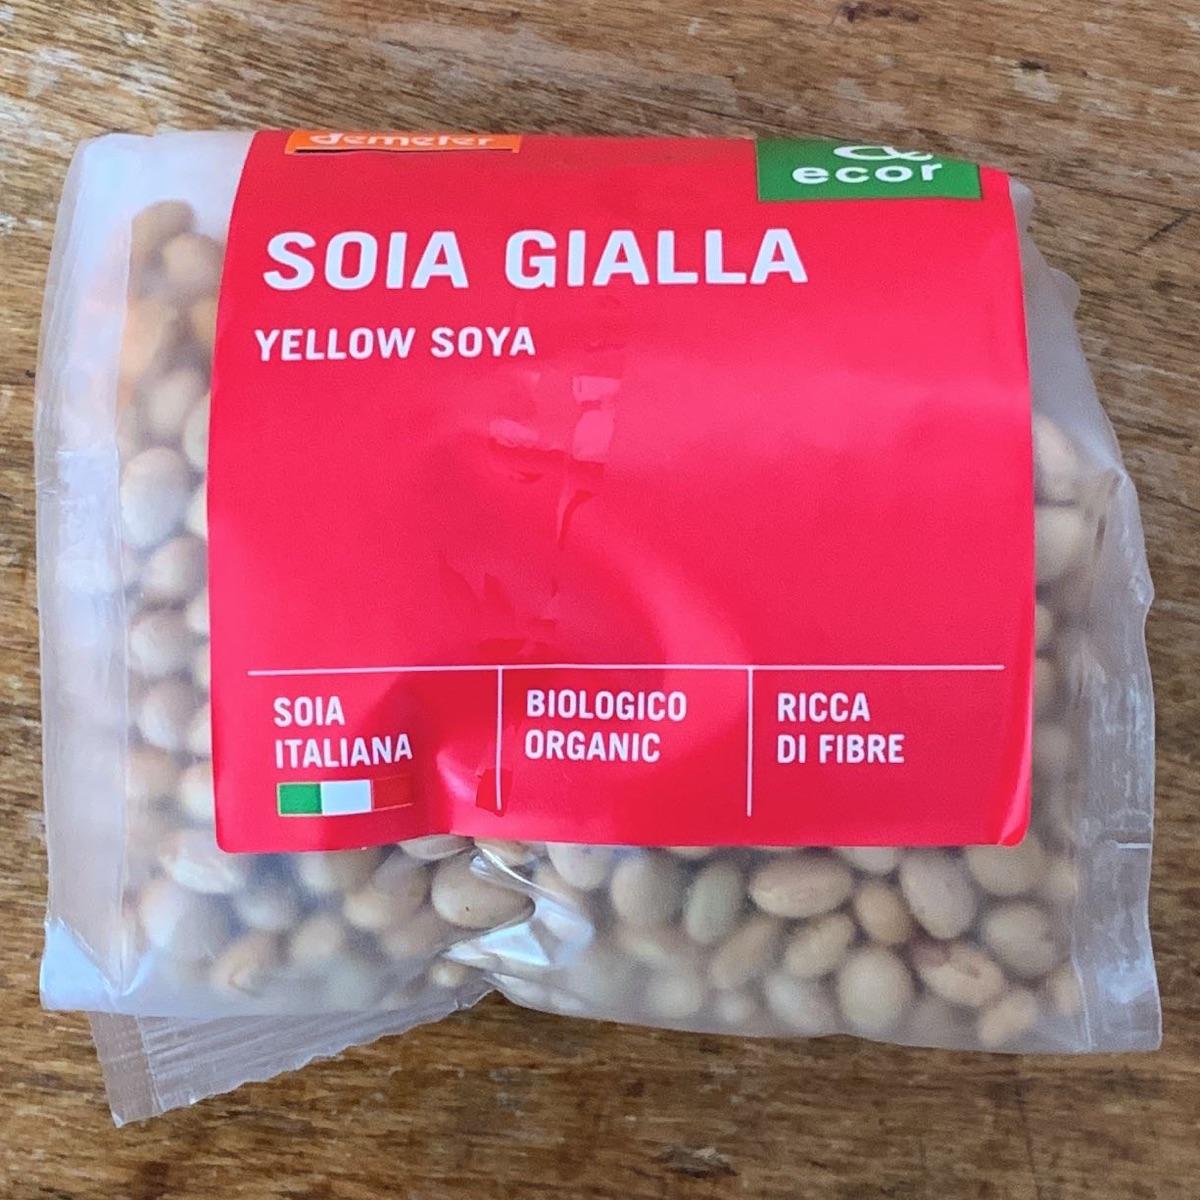 demeter
ecor
SOIA GIALLA
YELLOW SOYA
SOIA
ITALIANA
BIOLOGICO
ORGANIC
RICCA
DI FIBRE